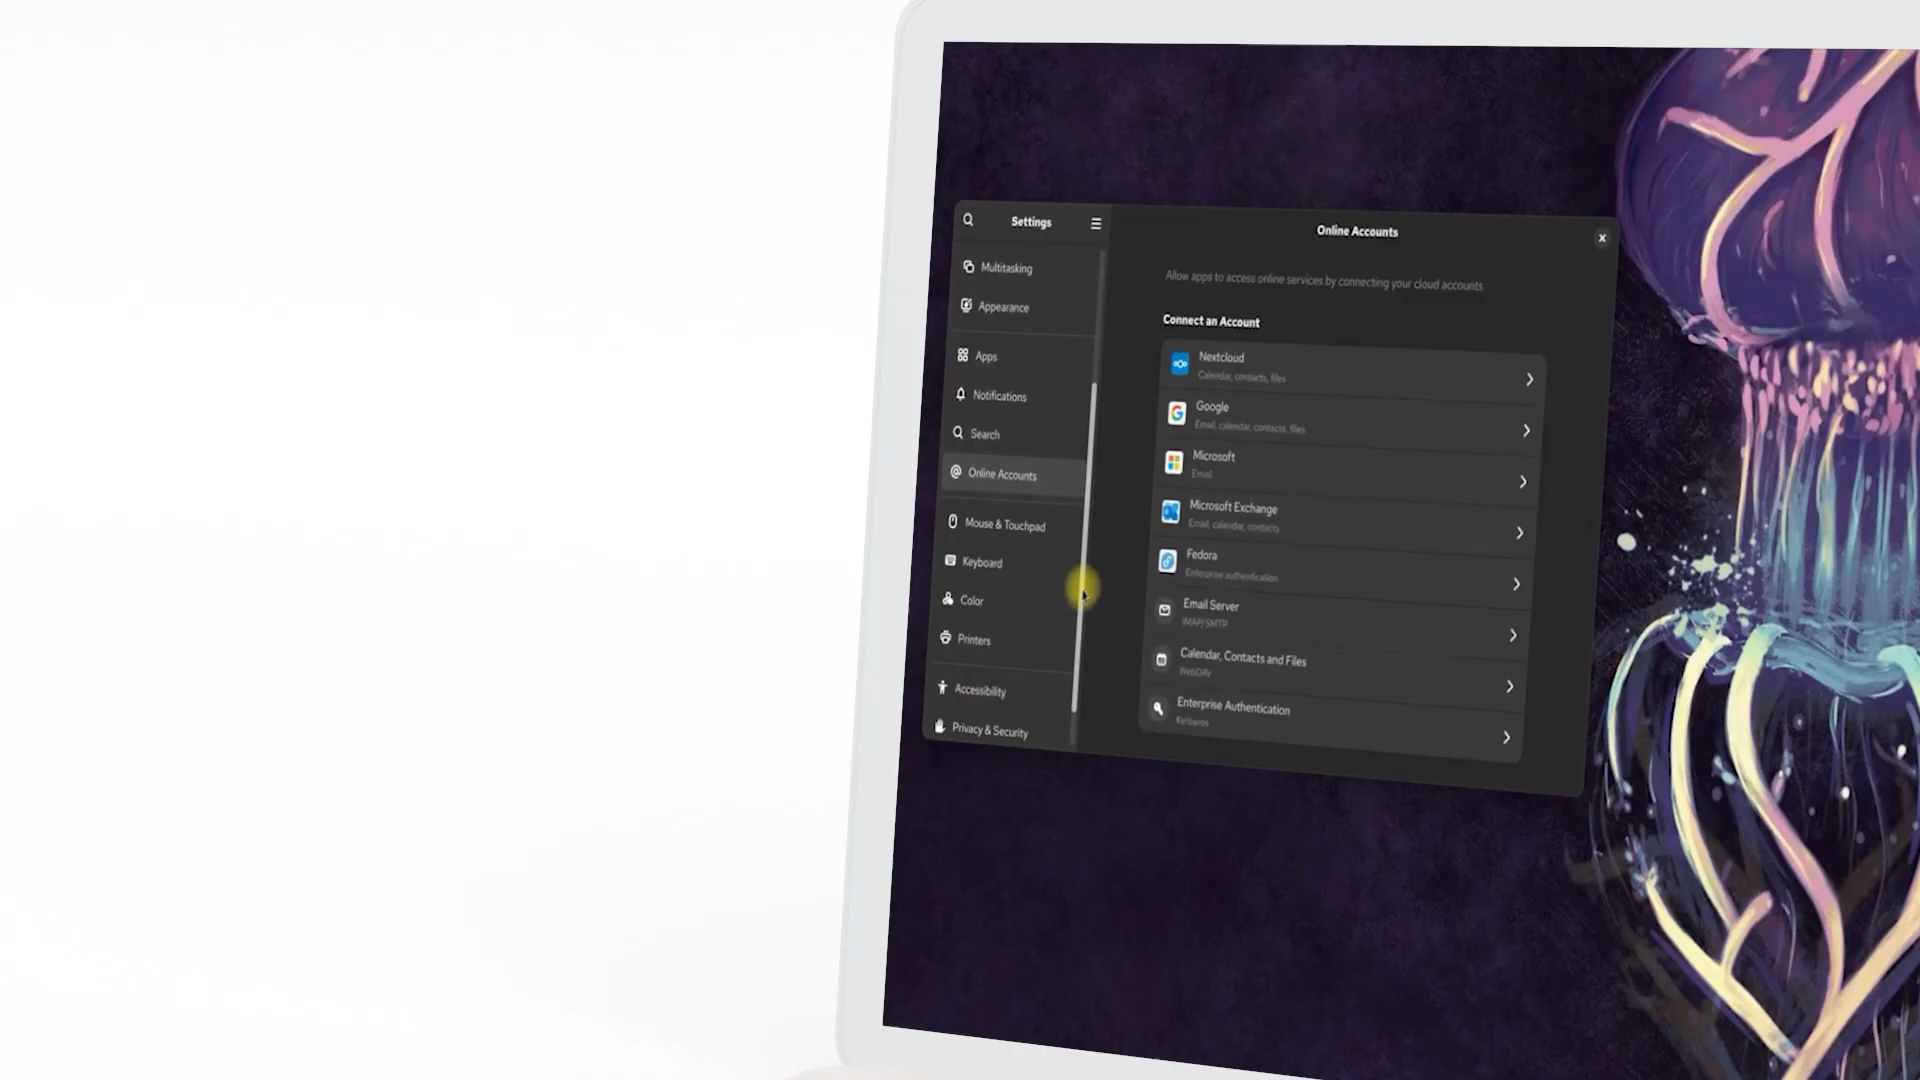 Settings
Multitasking
Appearance
Apps
Notifications
Search
Online Accounts
Mouse & Touchpad
Keyboard
Color
Printers
Accessibility
Privacy & Security
Online Accounts
Allow apps to access online services by connecting your cloud accounts
Connect an Account
Nextcloud
Calendar, contacts, files
Google
Email, calendar, contacts, files
Microsoft
Email
Microsoft Exchange
Email, calendar, contacts
Fedora
Enterprise authentication
Email Server
IMAP/SMTP
Calendar, Contacts and Files
WebDAV
Enterprise Authentication
Kerberos